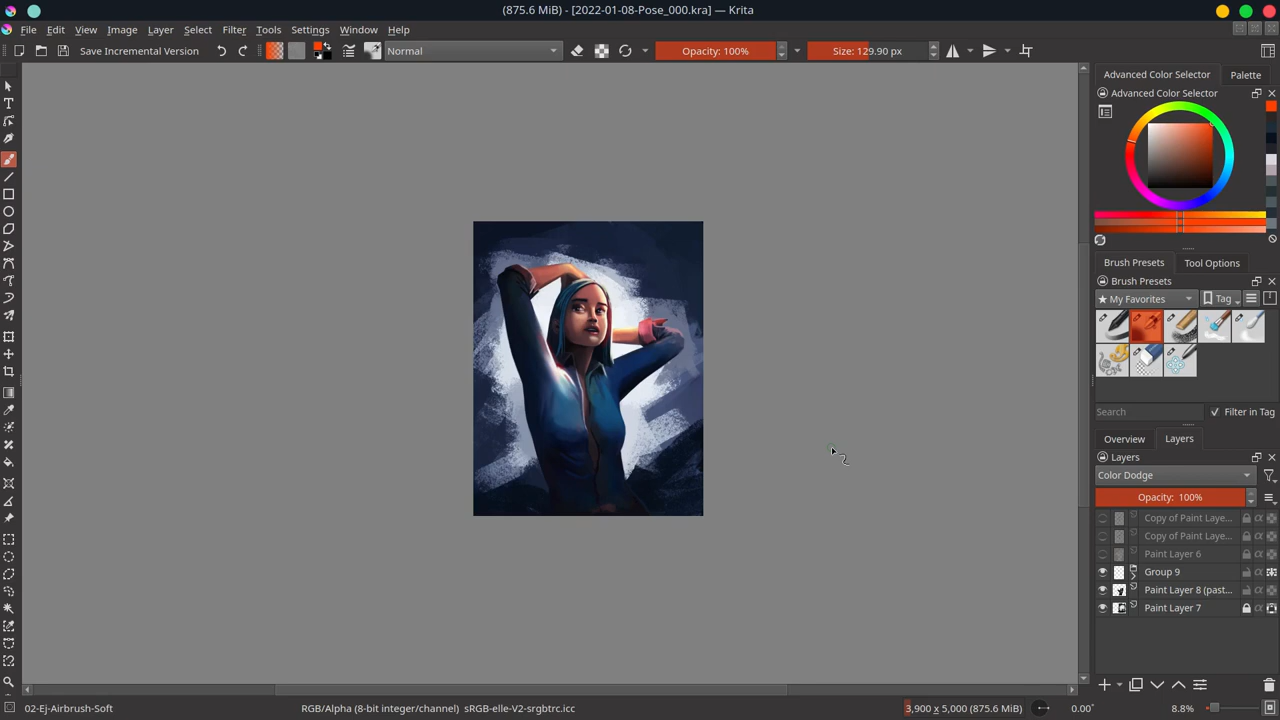 (875.6 MiB) - [2022-01-08-Pose_000.kra] — Krita
File Edit View Image Layer Select Filter Tools Settings Window Help
Save Incremental Version Normal Opacity: 100% Size: 129.90 px
Advanced Color Selector Palette
Advanced Color Selector
Brush Presets Tool Options
Brush Presets
★ My Favorites Tag
Search Filter in Tag
Overview Layers
Layers
Color Dodge
Opacity: 100%
Copy of Paint Laye...
Copy of Paint Laye...
Paint Layer 6
Group 9
Paint Layer 8 (past...
Paint Layer 7
02-Ej-Airbrush-Soft RGB/Alpha (8-bit integer/channel) sRGB-elle-V2-srgbtrc.icc 3,900 x 5,000 (875.6 MiB) 0.00° 8.8%